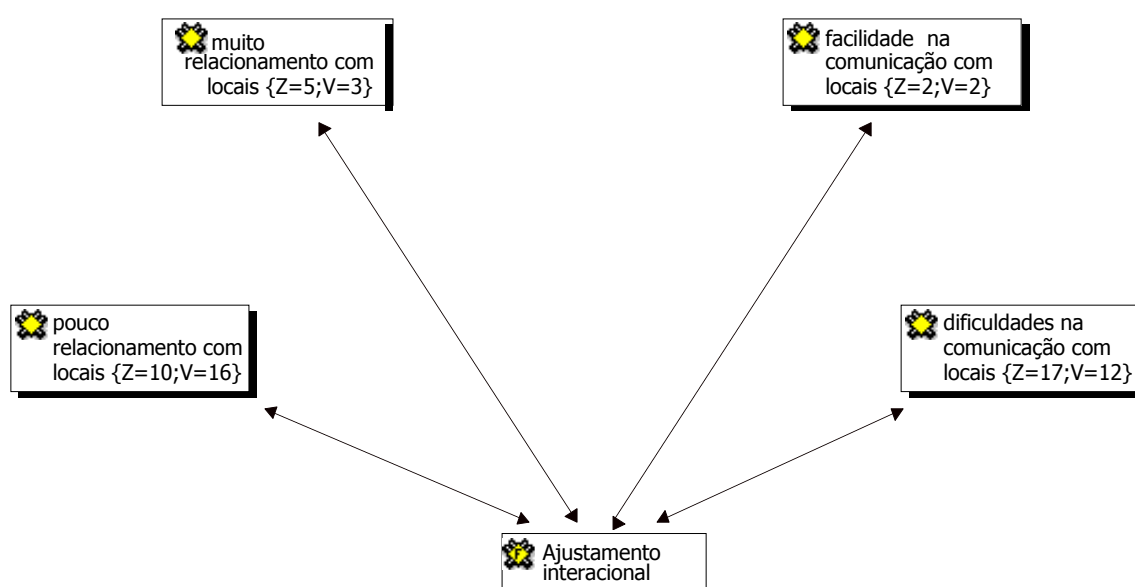 muito
relacionamento com
locais {Z=5;V=3}
facilidade na
comunicação com
locais {Z=2;V=2}
pouco
relacionamento com
locais {Z=10;V=16}
dificuldades na
comunicação com
locais {Z=17;V=12}
F
Ajustamento
interacional